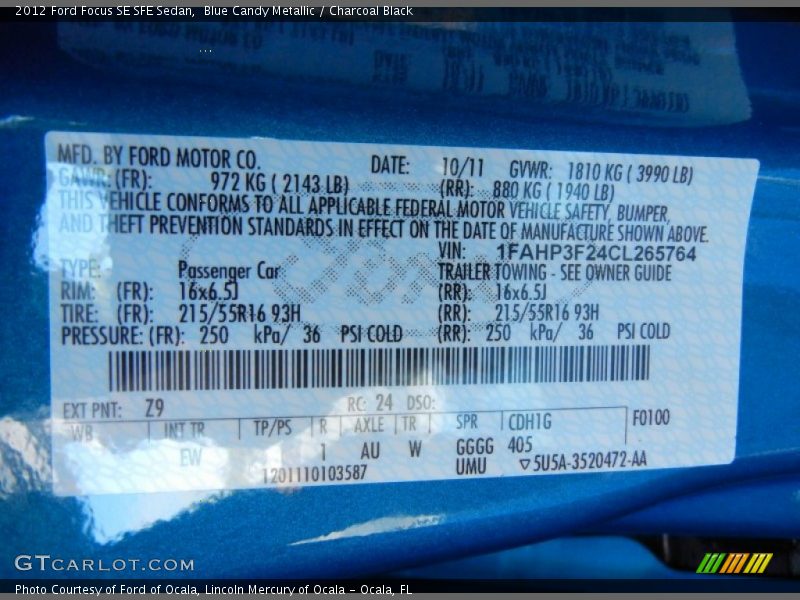 2012 Ford Focus SE SFE Sedan,  Blue Candy Metallic / Charcoal Black
MFD. BY FORD MOTOR CO. DATE: 10/11 GVWR: 1810 KG ( 3990 LB)
GAWR: (FR): 972 KG ( 2143 LB) (RR): 880 KG ( 1940 LB)
THIS VEHICLE CONFORMS TO ALL APPLICABLE FEDERAL MOTOR VEHICLE SAFETY, BUMPER,
AND THEFT PREVENTION STANDARDS IN EFFECT ON THE DATE OF MANUFACTURE SHOWN ABOVE.
VIN: 1FAHP3F24CL265764
TYPE: Passenger Car TRAILER TOWING - SEE OWNER GUIDE
RIM: (FR): 16x6.5J (RR): 16x6.5J
TIRE: (FR): 215/55R16 93H (RR): 215/55R16 93H
PRESSURE: (FR): 250 kPa/ 36 PSI COLD (RR): 250 kPa/ 36 PSI COLD
EXT PNT: Z9 RC: 24 DSO:
WB INT TR TP/PS R AXLE TR SPR CDH1G F0100
EW 1 AU W GGGG 405
1201110103587 UMU ▽5U5A-3520472-AA
GTCARLOT.COM
Photo Courtesy of Ford of Ocala, Lincoln Mercury of Ocala - Ocala, FL